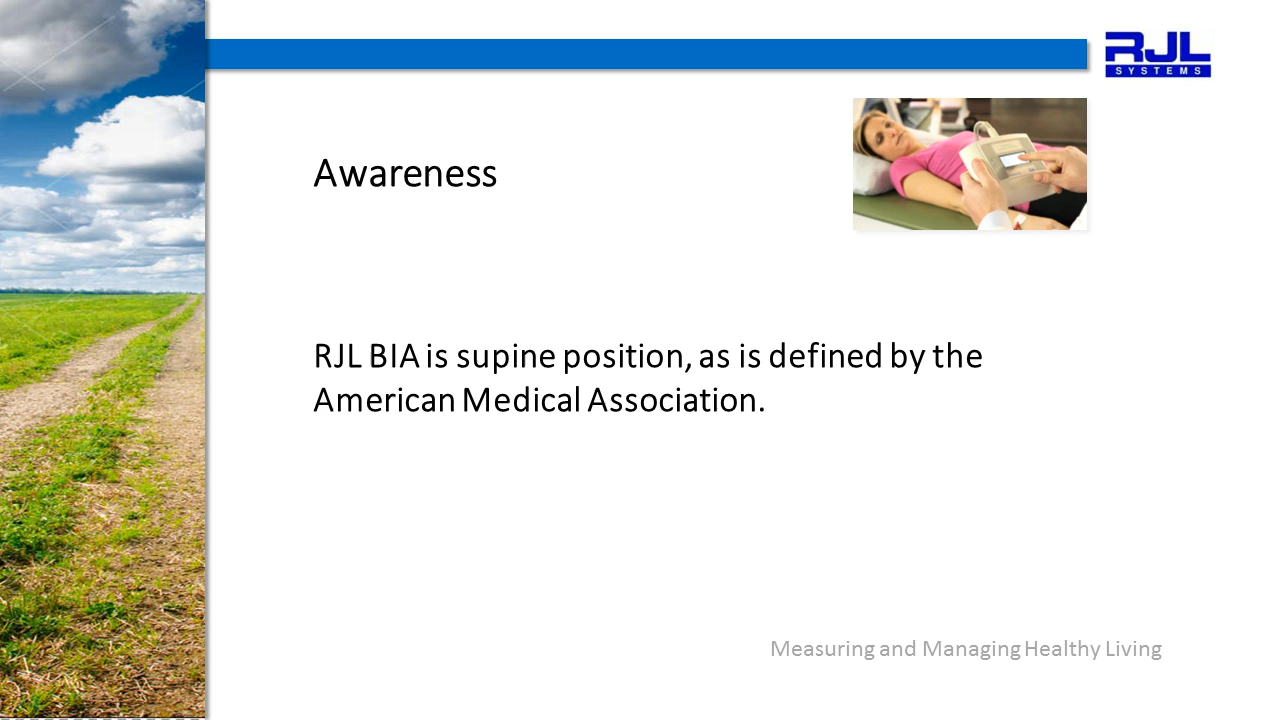 RJL
SYSTEMS
Awareness
RJL BIA is supine position, as is defined by the
American Medical Association.
Measuring and Managing Healthy Living